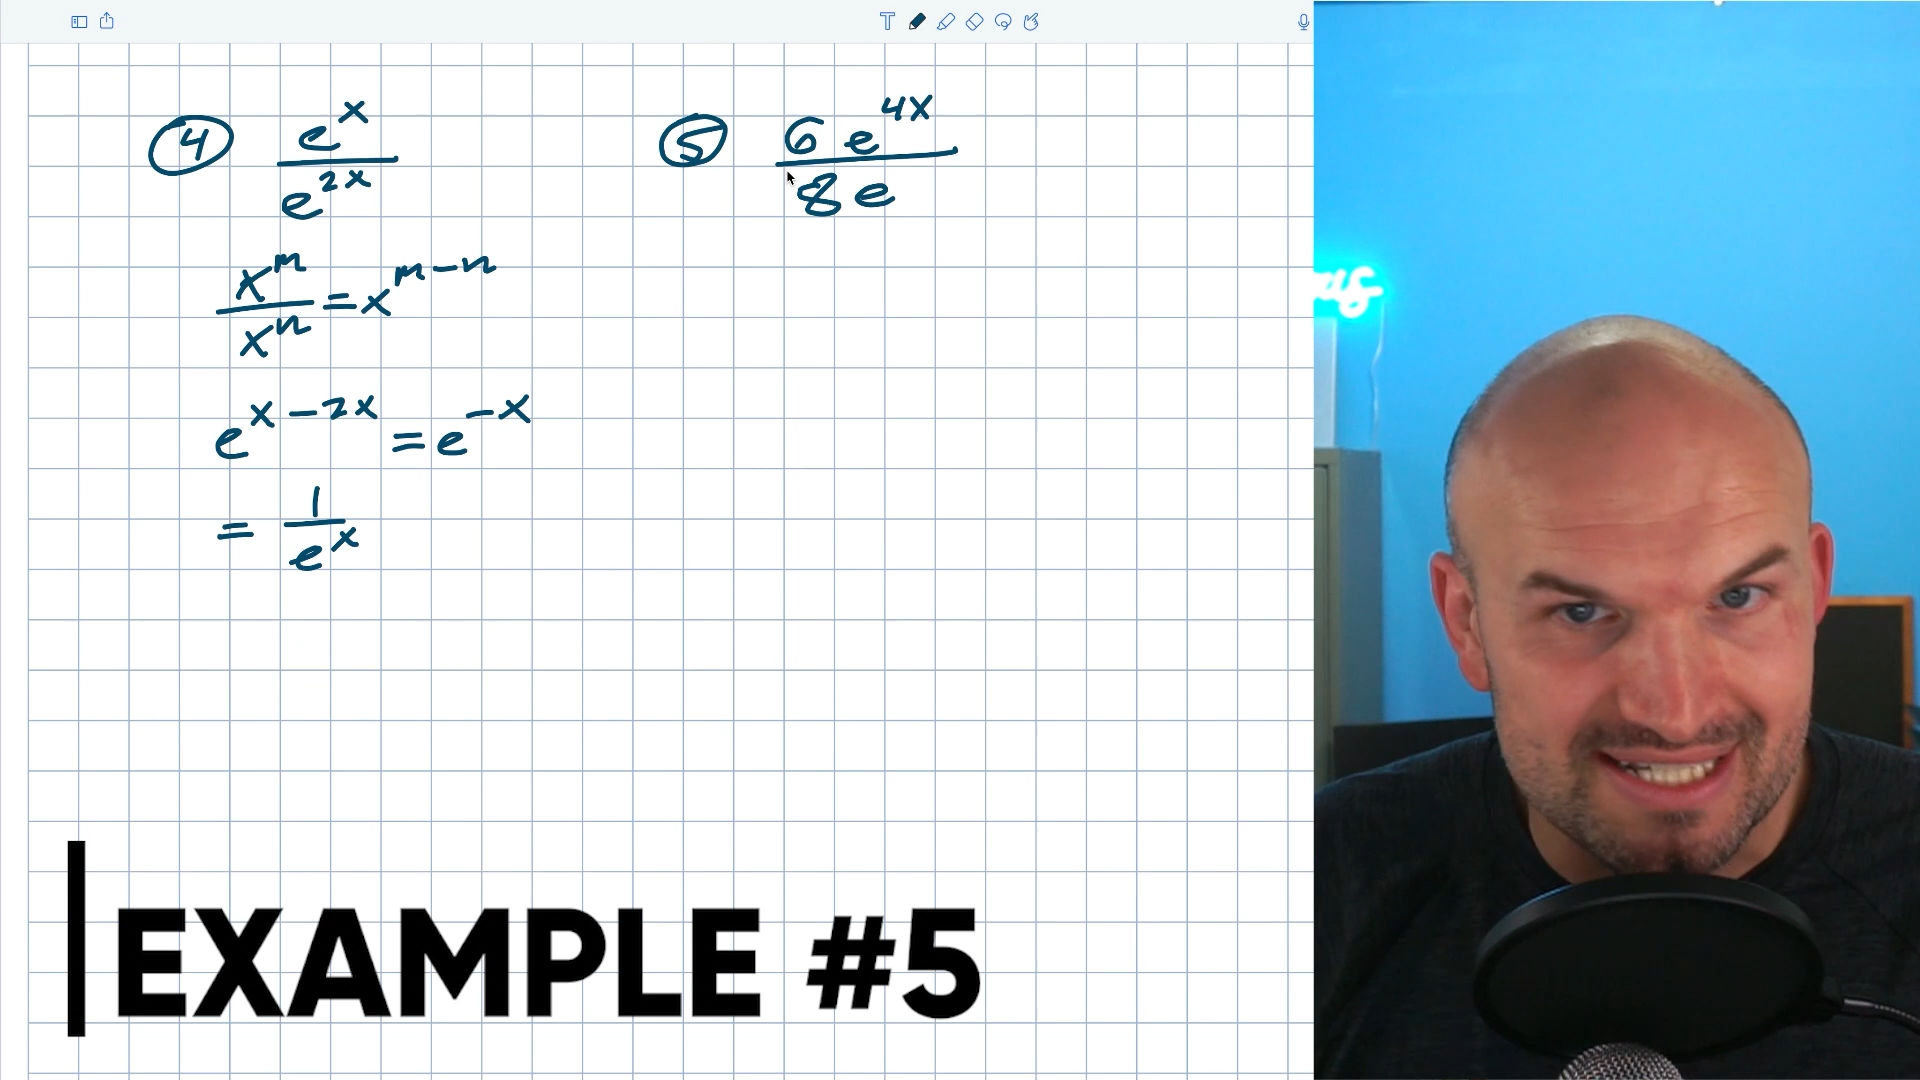 ④ e^x / e^{2x}
x^m / x^n = x^{m-n}
e^{x-2x} = e^{-x}
= 1 / e^x
⑤ 6e^{4x} / 8e
EXAMPLE #5